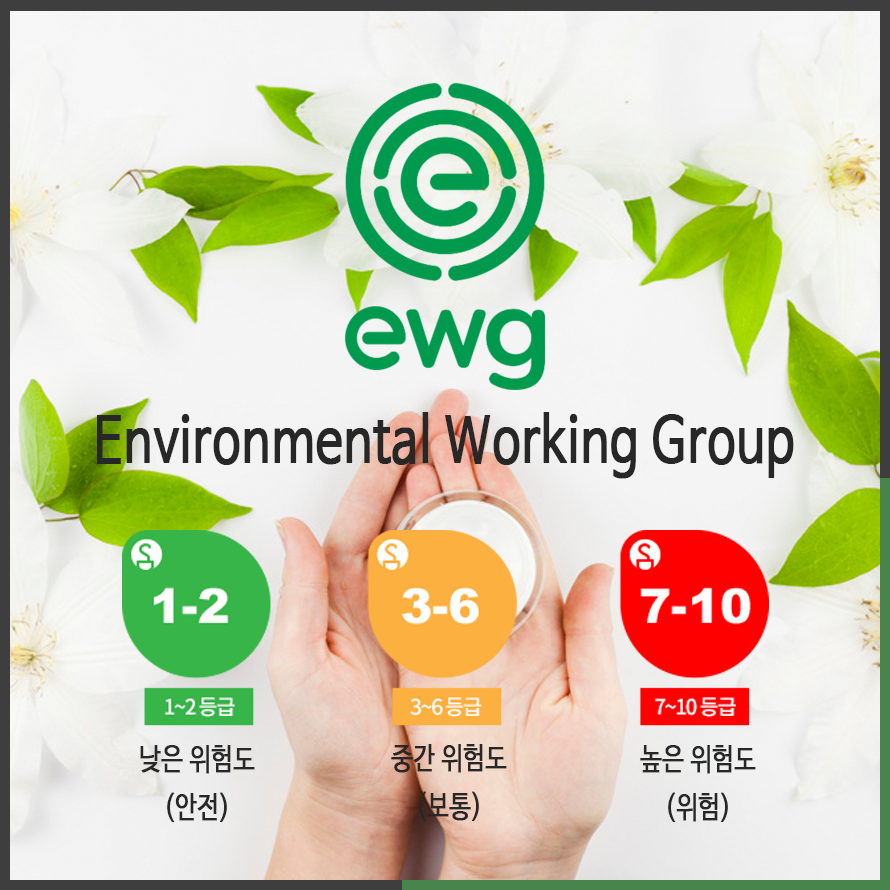 e
ewg
Environmental Working Group
1-2 3-6 7-10
1~2 등급 3~6 등급 7~10 등급
낮은 위험도 중간 위험도 높은 위험도
(안전) (보통) (위험)